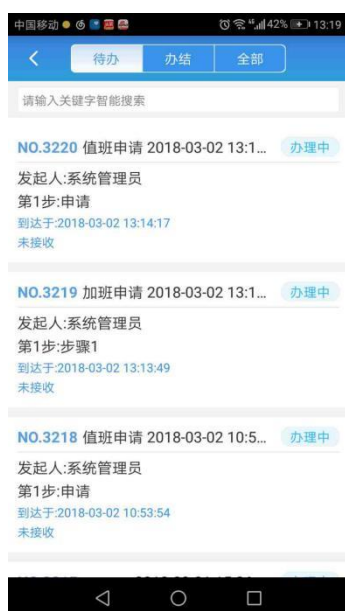 中国移动 42% 13:19
待办 办结 全部
请输入关键字智能搜索
NO.3220 值班申请 2018-03-02 13:1... 办理中
发起人:系统管理员
第1步:申请
到达于:2018-03-02 13:14:17
未接收
NO.3219 加班申请 2018-03-02 13:1... 办理中
发起人:系统管理员
第1步:步骤1
到达于:2018-03-02 13:13:49
未接收
NO.3218 值班申请 2018-03-02 10:5... 办理中
发起人:系统管理员
第1步:申请
到达于:2018-03-02 10:53:54
未接收